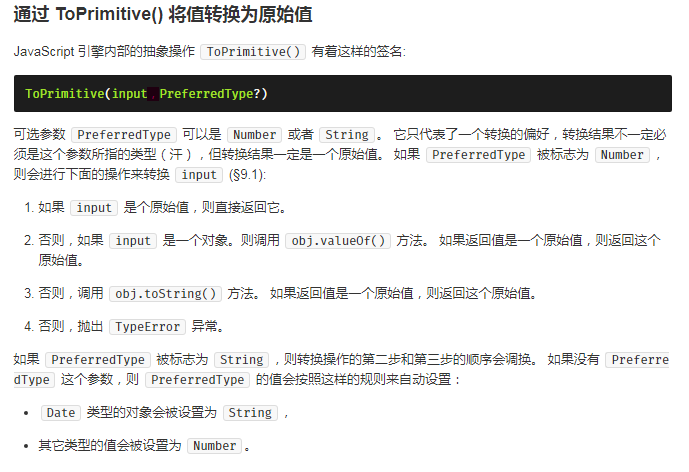 通过 ToPrimitive() 将值转换为原始值
JavaScript 引擎内部的抽象操作 ToPrimitive() 有着这样的签名:
ToPrimitive(input, PreferredType?)
可选参数 PreferredType 可以是 Number 或者 String 。 它只代表了一个转换的偏好，转换结果不一定必
须是这个参数所指的类型（汗），但转换结果一定是一个原始值。 如果 PreferredType 被标志为 Number ，
则会进行下面的操作来转换 input (§9.1):
1. 如果 input 是个原始值，则直接返回它。
2. 否则，如果 input 是一个对象。则调用 obj.valueOf() 方法。 如果返回值是一个原始值，则返回这个
原始值。
3. 否则，调用 obj.toString() 方法。 如果返回值是一个原始值，则返回这个原始值。
4. 否则，抛出 TypeError 异常。
如果 PreferredType 被标志为 String ，则转换操作的第二步和第三步的顺序会调换。 如果没有 Preferre
dType 这个参数，则 PreferredType 的值会按照这样的规则来自动设置：
• Date 类型的对象会被设置为 String ，
• 其它类型的值会被设置为 Number 。